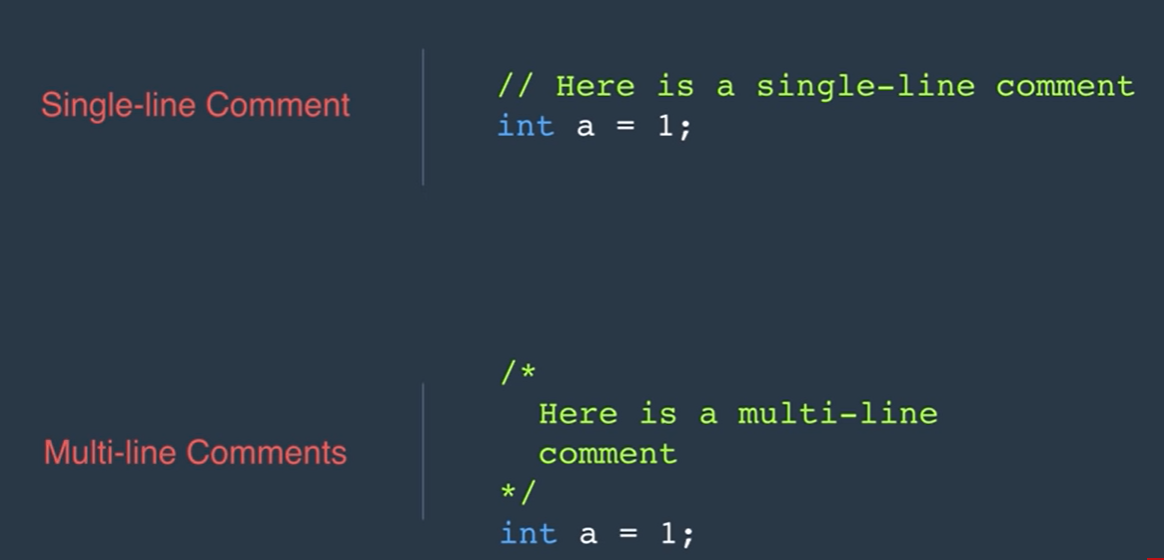 Single-line Comment
// Here is a single-line comment
int a = 1;
Multi-line Comments
/*
Here is a multi-line
comment
*/
int a = 1;